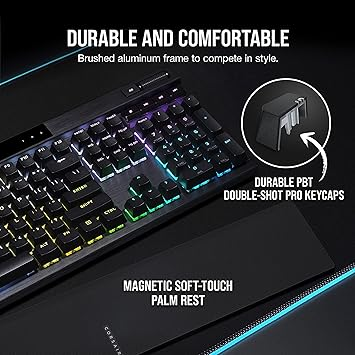 DURABLE AND COMFORTABLE
Brushed aluminum frame to compete in style.
DURABLE PBT
DOUBLE-SHOT PRO KEYCAPS
MAGNETIC SOFT-TOUCH
PALM REST
CORSAIR